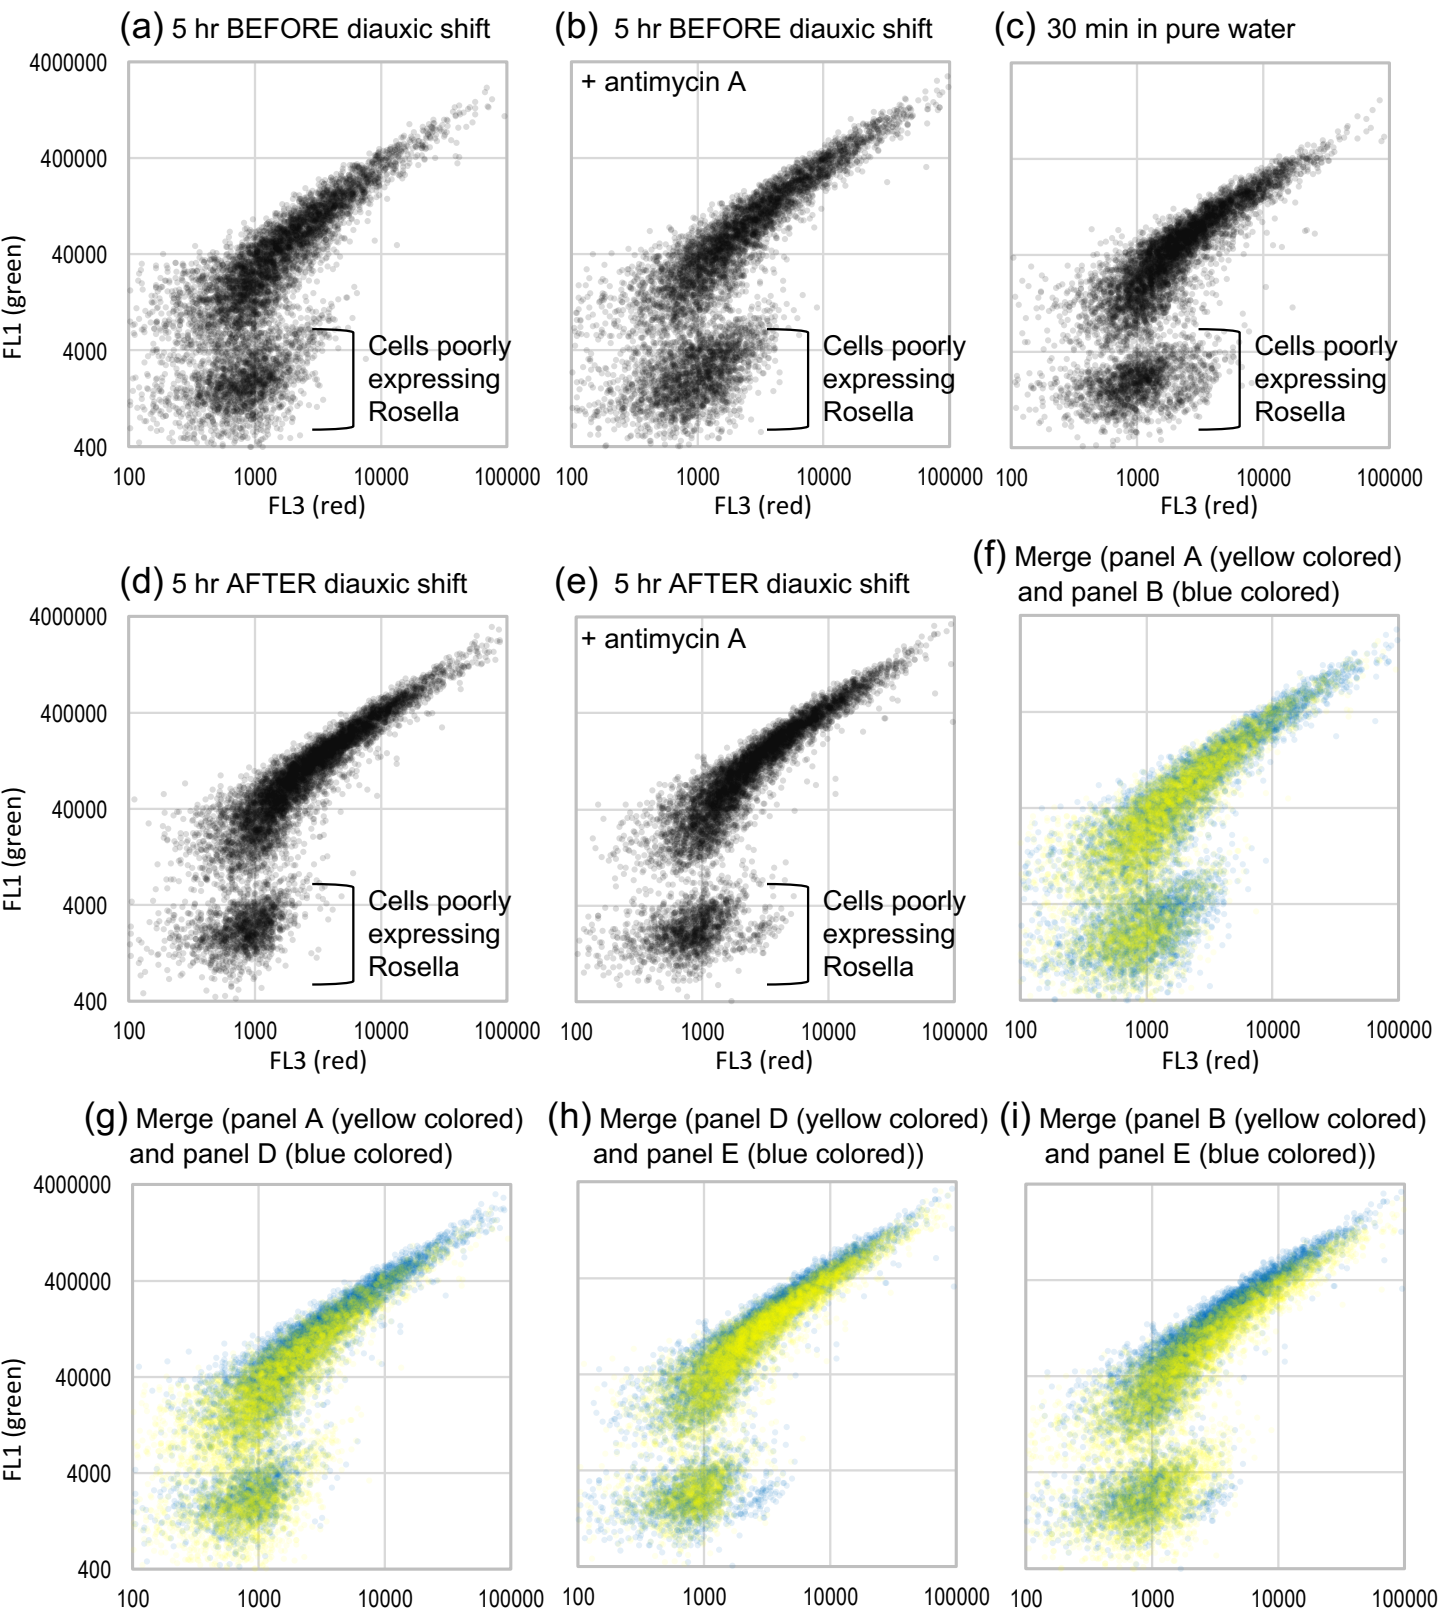 (a) 5 hr BEFORE diauxic shift
(b) 5 hr BEFORE diauxic shift
(c) 30 min in pure water
+ antimycin A
4000000
400000
40000
4000
400
FL1 (green)
Cells poorly
expressing
Rosella
Cells poorly
expressing
Rosella
Cells poorly
expressing
Rosella
100 1000 10000 100000
100 1000 10000 100000
100 1000 10000 100000
FL3 (red)
FL3 (red)
FL3 (red)
(d) 5 hr AFTER diauxic shift
(e) 5 hr AFTER diauxic shift
(f) Merge (panel A (yellow colored)
and panel B (blue colored)
+ antimycin A
4000000
400000
40000
4000
400
FL1 (green)
Cells poorly
expressing
Rosella
Cells poorly
expressing
Rosella
100 1000 10000 100000
100 1000 10000 100000
100 1000 10000 100000
FL3 (red)
FL3 (red)
FL3 (red)
(g) Merge (panel A (yellow colored)
and panel D (blue colored)
(h) Merge (panel D (yellow colored)
and panel E (blue colored))
(i) Merge (panel B (yellow colored)
and panel E (blue colored))
4000000
400000
40000
4000
400
FL1 (green)
100 1000 10000 100000
100 1000 10000 100000
100 1000 10000 100000